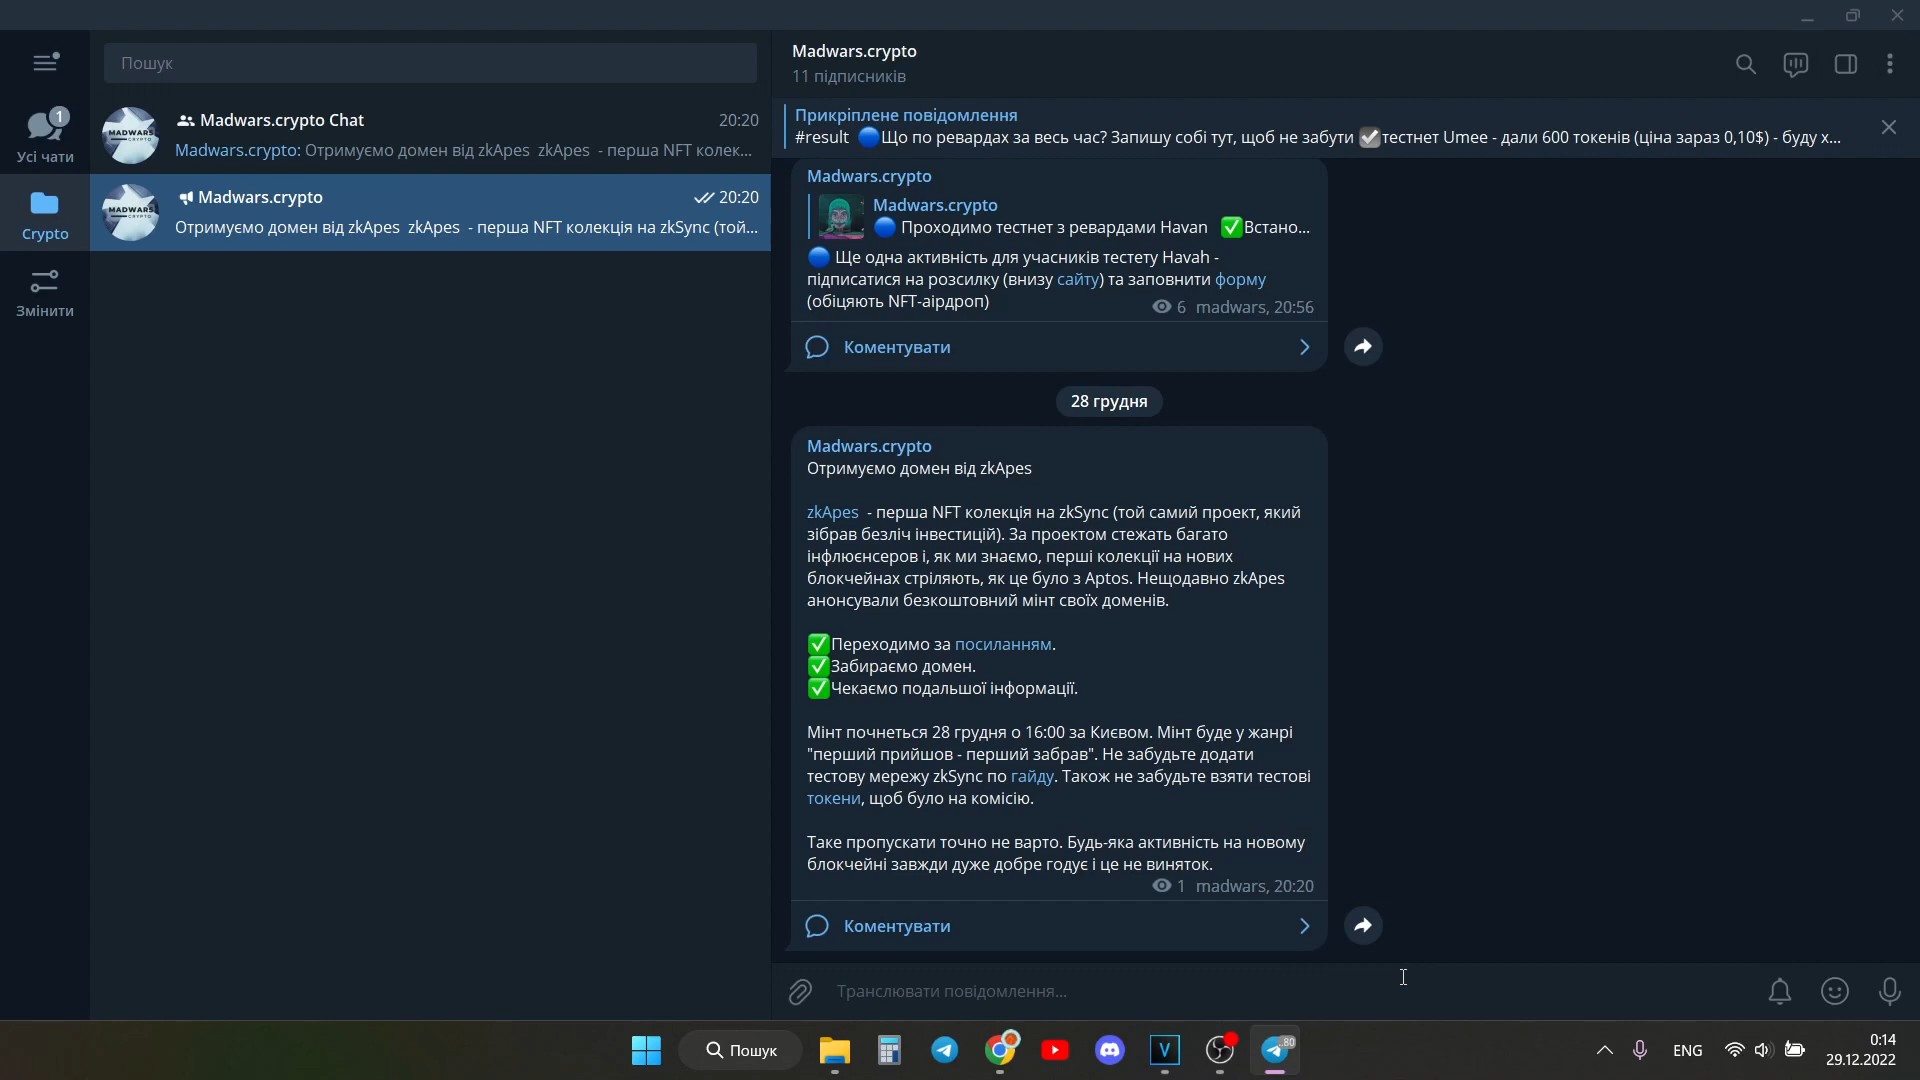 Пошук
1
Усі чати
Crypto
Змінити
MADWARS
CRYPTO
Madwars.crypto Chat
20:20
Madwars.crypto: Отримуємо домен від zkApes zkApes - перша NFT колек...
MADWARS
CRYPTO
Madwars.crypto
20:20
Отримуємо домен від zkApes zkApes - перша NFT колекція на zkSync (той...
Madwars.crypto
11 підписників
Прикріплене повідомлення
#result 🔵Що по ревардах за весь час? Запишу собі тут, щоб не забути ☑️тестнет Umee - дали 600 токенів (ціна зараз 0,10$) - буду х...
Madwars.crypto
Madwars.crypto
🔵 Проходимо тестнет з ревардами Havan ✅Встано...
🔵 Ще одна активність для учасників тестету Havah -
підписатися на розсилку (внизу сайту) та заповнити форму
(обіцяють NFT-аірдроп)
6 madwars, 20:56
Коментувати
28 грудня
Madwars.crypto
Отримуємо домен від zkApes
zkApes - перша NFT колекція на zkSync (той самий проект, який
зібрав безліч інвестицій). За проектом стежать багато
інфлюєнсерів і, як ми знаємо, перші колекції на нових
блокчейнах стріляють, як це було з Aptos. Нещодавно zkApes
анонсували безкоштовний мінт своїх доменів.
✅Переходимо за посиланням.
✅Забираємо домен.
✅Чекаємо подальшої інформації.
Мінт почнеться 28 грудня о 16:00 за Києвом. Мінт буде у жанрі
"перший прийшов - перший забрав". Не забудьте додати
тестову мережу zkSync по гайду. Також не забудьте взяти тестові
токени, щоб було на комісію.
Таке пропускати точно не варто. Будь-яка активність на новому
блокчейні завжди дуже добре годує і це не виняток.
1 madwars, 20:20
Коментувати
Транслювати повідомлення...
Пошук
V
..80
ENG
0:14
29.12.2022